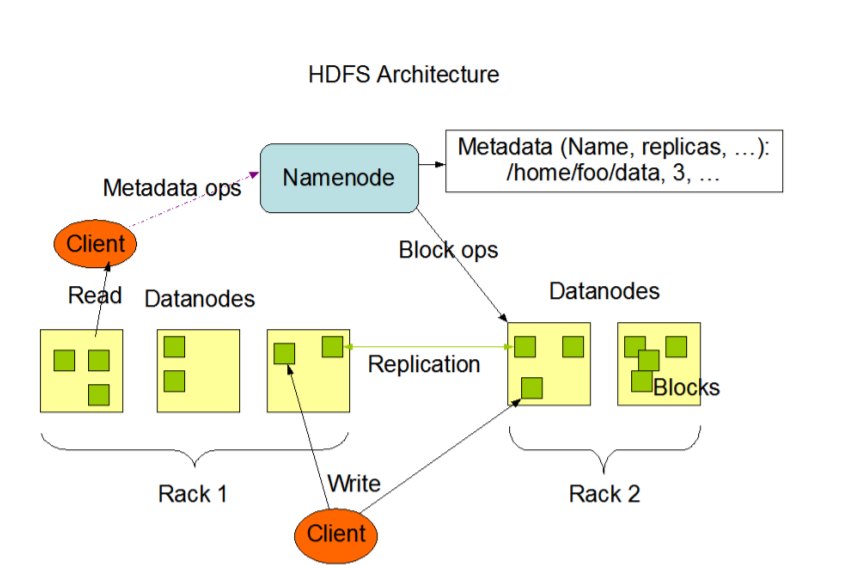 HDFS Architecture
Metadata (Name, replicas, …):
/home/foo/data, 3, …
Namenode
Metadata ops
Client
Block ops
Read
Datanodes
Datanodes
Replication
Blocks
Rack 1
Write
Rack 2
Client